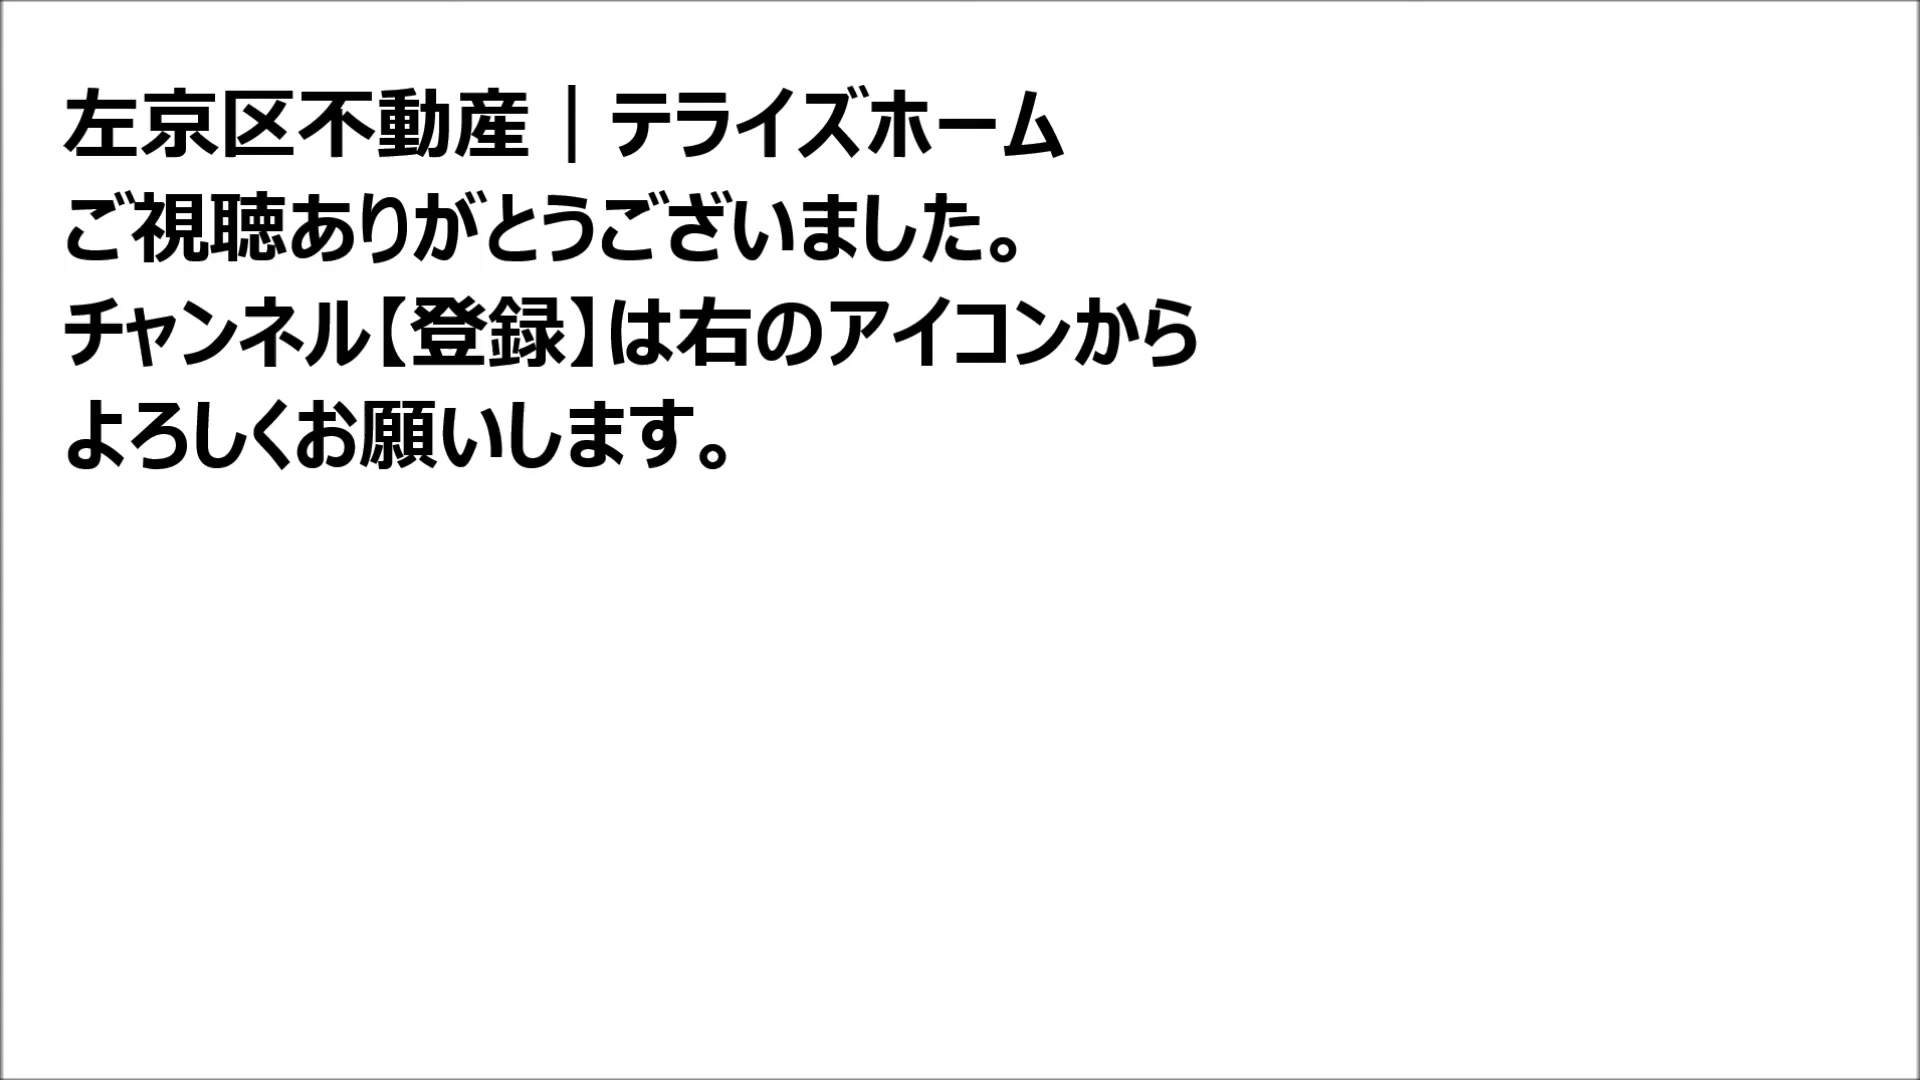 左京区不動産｜テライズホーム
ご視聴ありがとうございました。
チャンネル【登録】は右のアイコンから
よろしくお願いします。